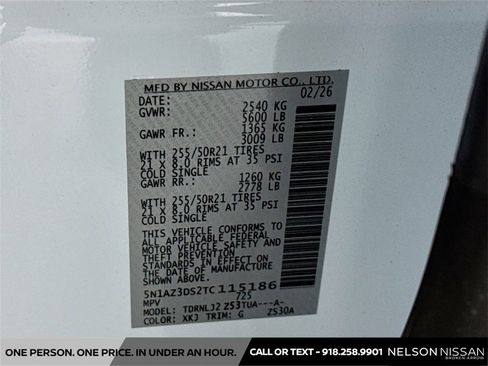 MFD BY NISSAN MOTOR CO., LTD.
DATE: 02/26
GVWR: 2540 KG
5600 LB
GAWR FR.: 1365 KG
3009 LB
WITH 255/50R21 TIRES
21 x 8.0 RIMS AT 35 PSI
COLD SINGLE
GAWR RR.: 1260 KG
2778 LB
WITH 255/50R21 TIRES
21 x 8.0 RIMS AT 35 PSI
COLD SINGLE
THIS VEHICLE CONFORMS TO
ALL APPLICABLE FEDERAL
MOTOR VEHICLE SAFETY AND
THEFT PREVENTION
STANDARDS IN EFFECT ON
THE DATE OF MANUFACTURE
SHOWN ABOVE.
5N1AZ3DS2TC115186
MPV 725
MODEL: TDRNLJ2 Z53TUA---A-
COLOR: XKJ TRIM: G Z530A
ONE PERSON. ONE PRICE. IN UNDER AN HOUR.
CALL OR TEXT - 918.258.9901
NELSON NISSAN
BROKEN ARROW